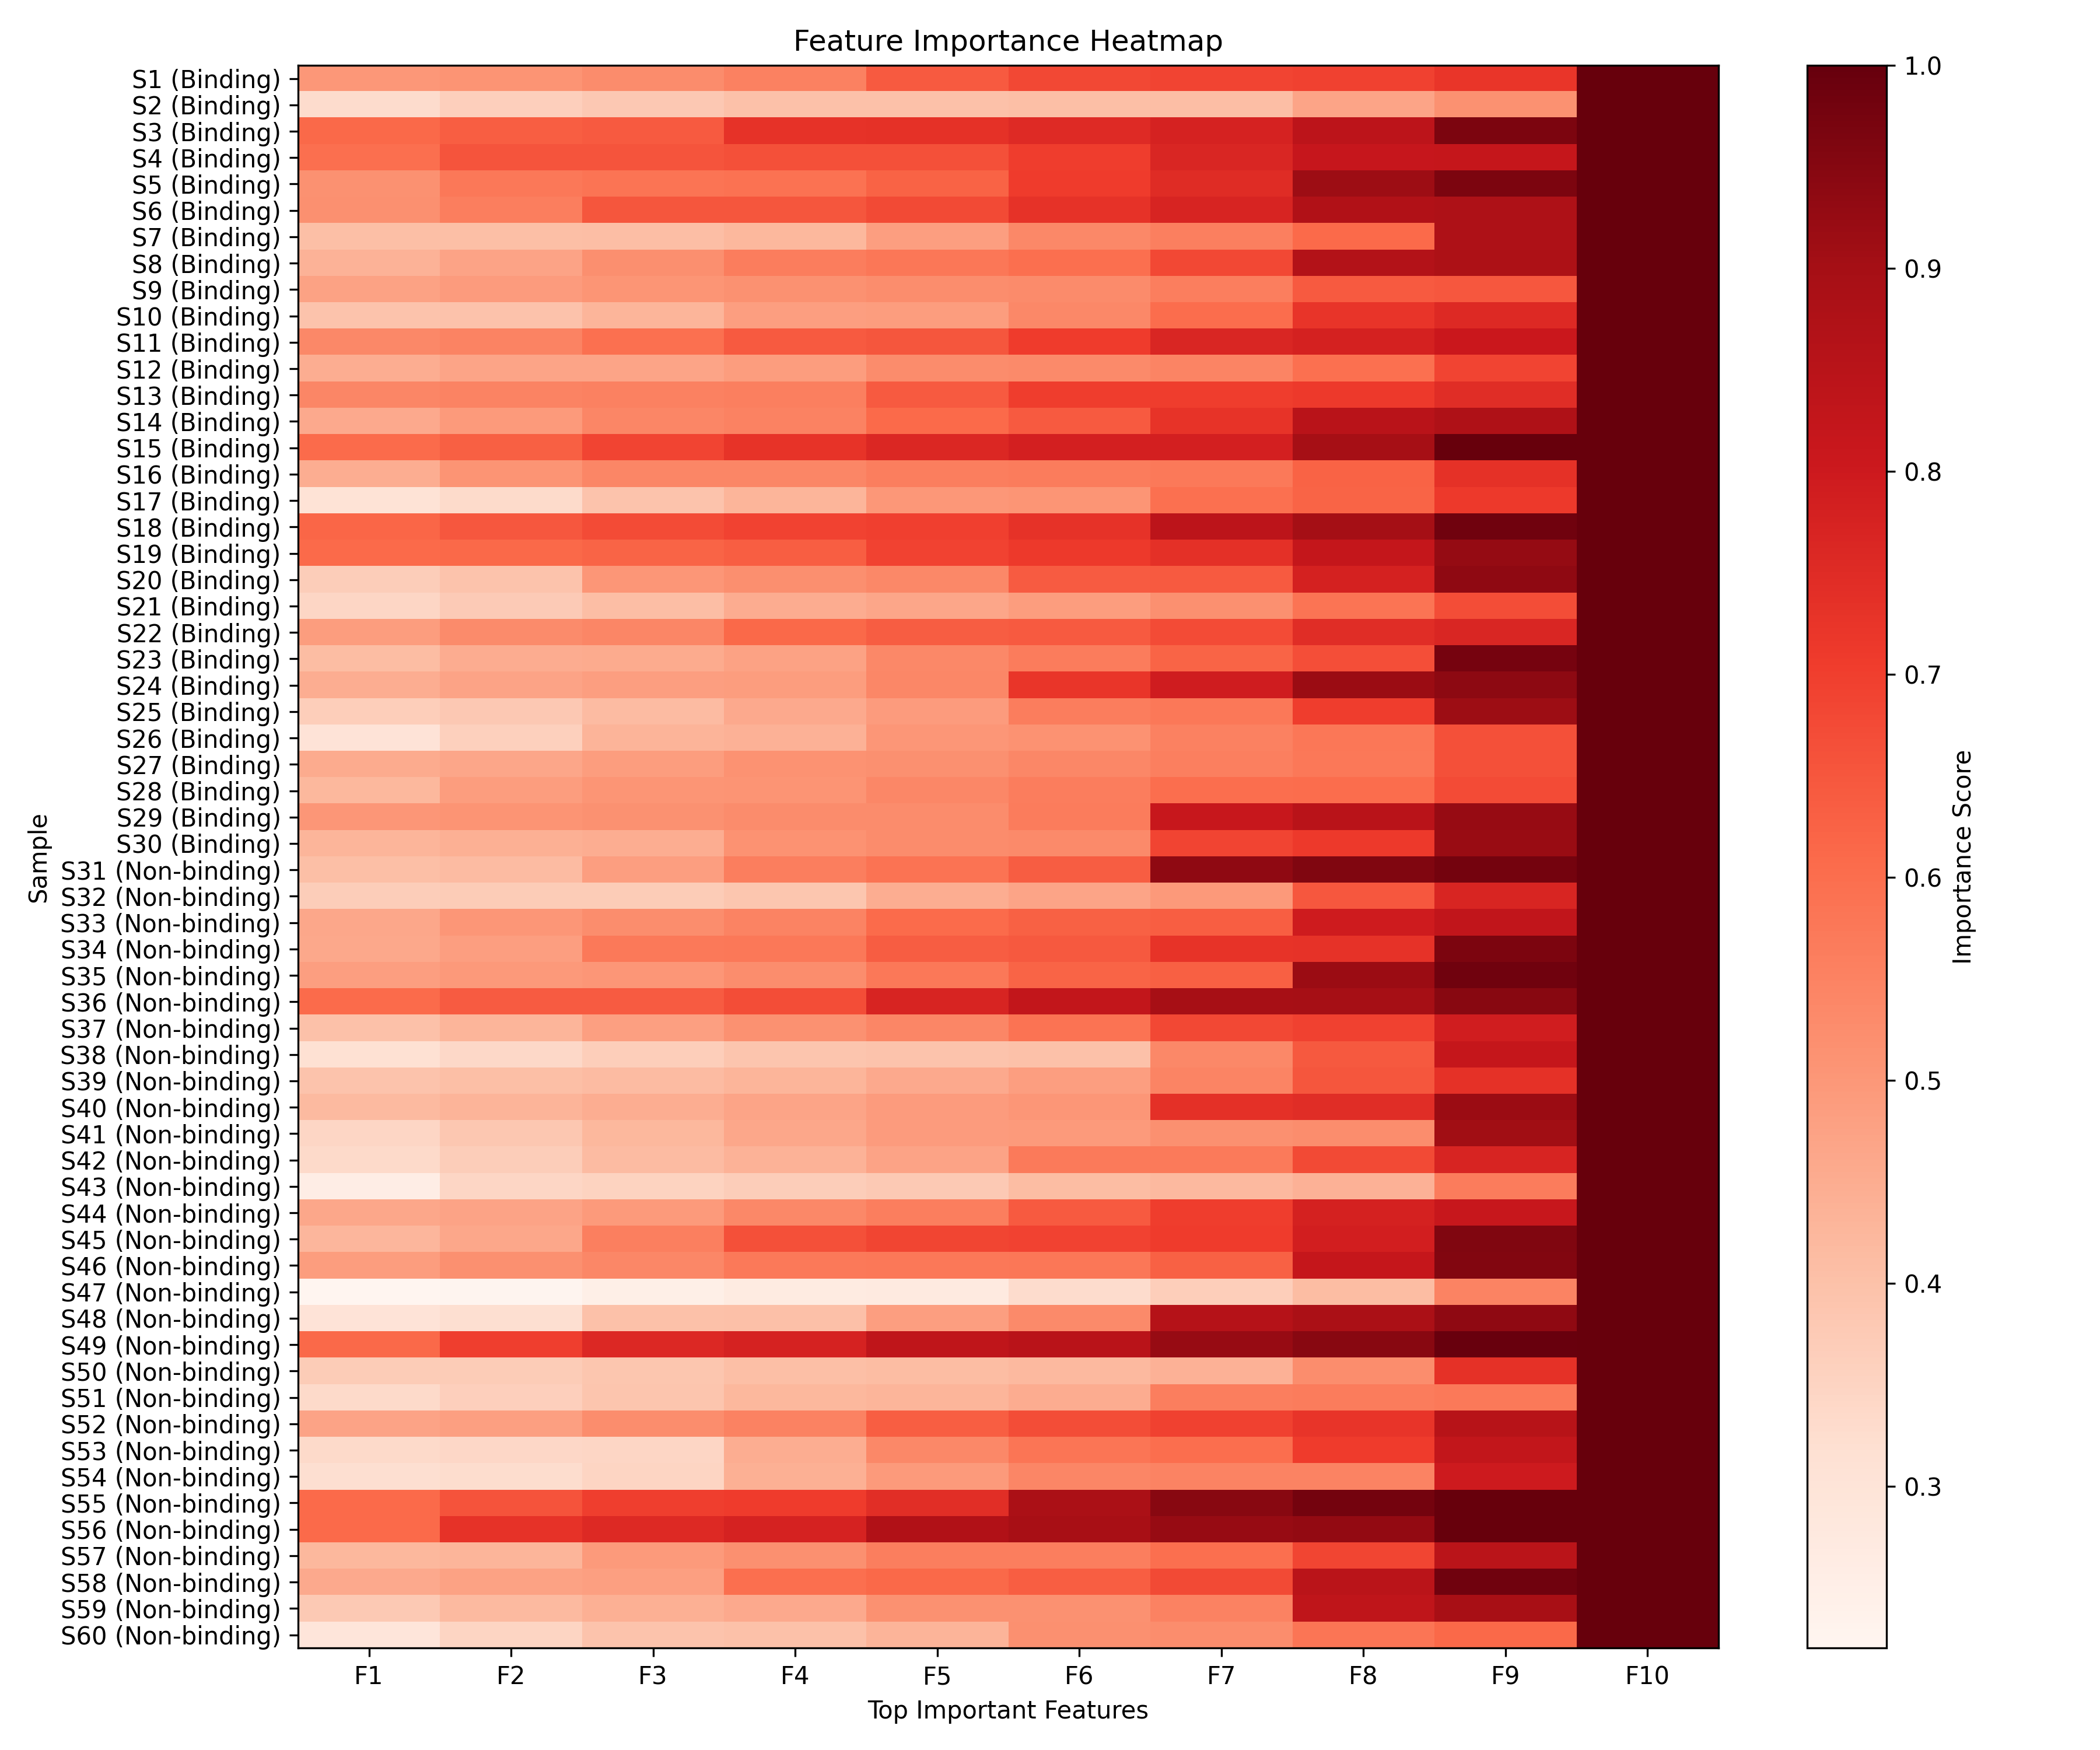 Feature Importance Heatmap
S1 (Binding)
S2 (Binding)
S3 (Binding)
S4 (Binding)
S5 (Binding)
S6 (Binding)
S7 (Binding)
S8 (Binding)
S9 (Binding)
S10 (Binding)
S11 (Binding)
S12 (Binding)
S13 (Binding)
S14 (Binding)
S15 (Binding)
S16 (Binding)
S17 (Binding)
S18 (Binding)
S19 (Binding)
S20 (Binding)
S21 (Binding)
S22 (Binding)
S23 (Binding)
S24 (Binding)
S25 (Binding)
S26 (Binding)
S27 (Binding)
S28 (Binding)
S29 (Binding)
S30 (Binding)
S31 (Non-binding)
S32 (Non-binding)
S33 (Non-binding)
S34 (Non-binding)
S35 (Non-binding)
S36 (Non-binding)
S37 (Non-binding)
S38 (Non-binding)
S39 (Non-binding)
S40 (Non-binding)
S41 (Non-binding)
S42 (Non-binding)
S43 (Non-binding)
S44 (Non-binding)
S45 (Non-binding)
S46 (Non-binding)
S47 (Non-binding)
S48 (Non-binding)
S49 (Non-binding)
S50 (Non-binding)
S51 (Non-binding)
S52 (Non-binding)
S53 (Non-binding)
S54 (Non-binding)
S55 (Non-binding)
S56 (Non-binding)
S57 (Non-binding)
S58 (Non-binding)
S59 (Non-binding)
S60 (Non-binding)
Sample
F1 F2 F3 F4 F5 F6 F7 F8 F9 F10
Top Important Features
1.0
0.9
0.8
0.7
0.6
0.5
0.4
0.3
Importance Score